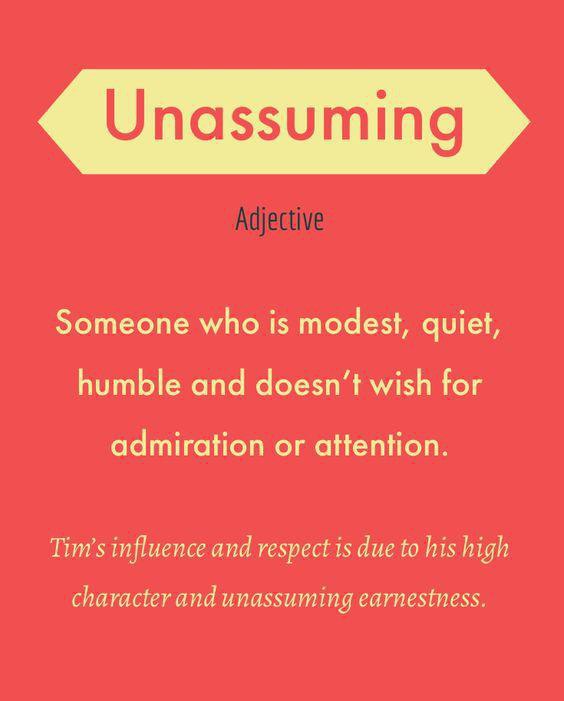 Unassuming
Adjective
Someone who is modest, quiet,
humble and doesn’t wish for
admiration or attention.
Tim’s influence and respect is due to his high
character and unassuming earnestness.